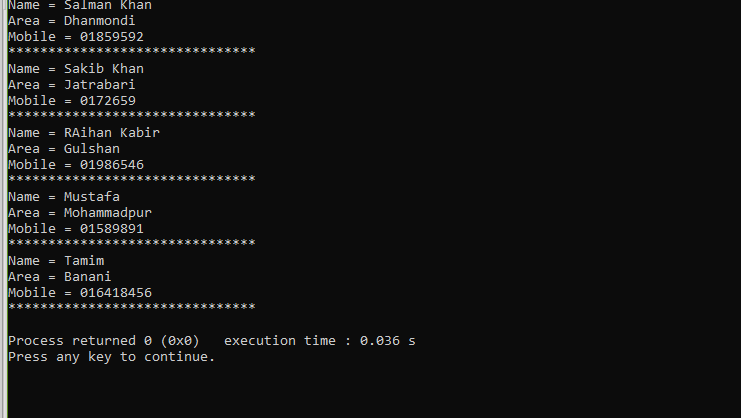 Name = Salman Khan
Area = Dhanmondi
Mobile = 01859592
*******************************
Name = Sakib Khan
Area = Jatrabari
Mobile = 0172659
*******************************
Name = RAihan Kabir
Area = Gulshan
Mobile = 01986546
*******************************
Name = Mustafa
Area = Mohammadpur
Mobile = 01589891
*******************************
Name = Tamim
Area = Banani
Mobile = 016418456
*******************************
Process returned 0 (0x0)   execution time : 0.036 s
Press any key to continue.